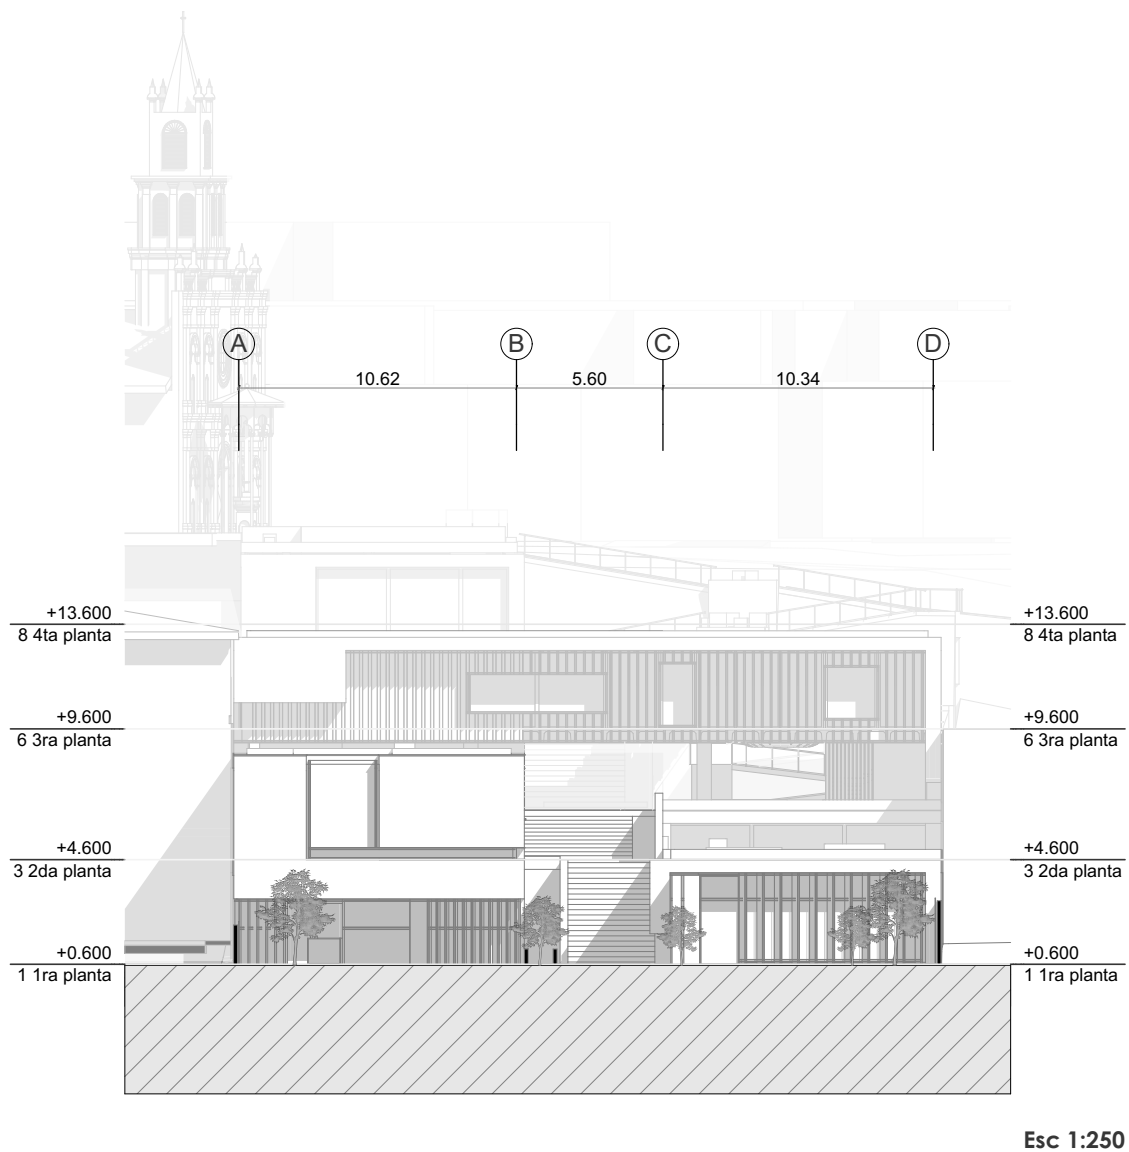 A B C D
10.62 5.60 10.34
+13.600 +13.600
8 4ta planta 8 4ta planta
+9.600 +9.600
6 3ra planta 6 3ra planta
+4.600 +4.600
3 2da planta 3 2da planta
+0.600 +0.600
1 1ra planta 1 1ra planta
Esc 1:250